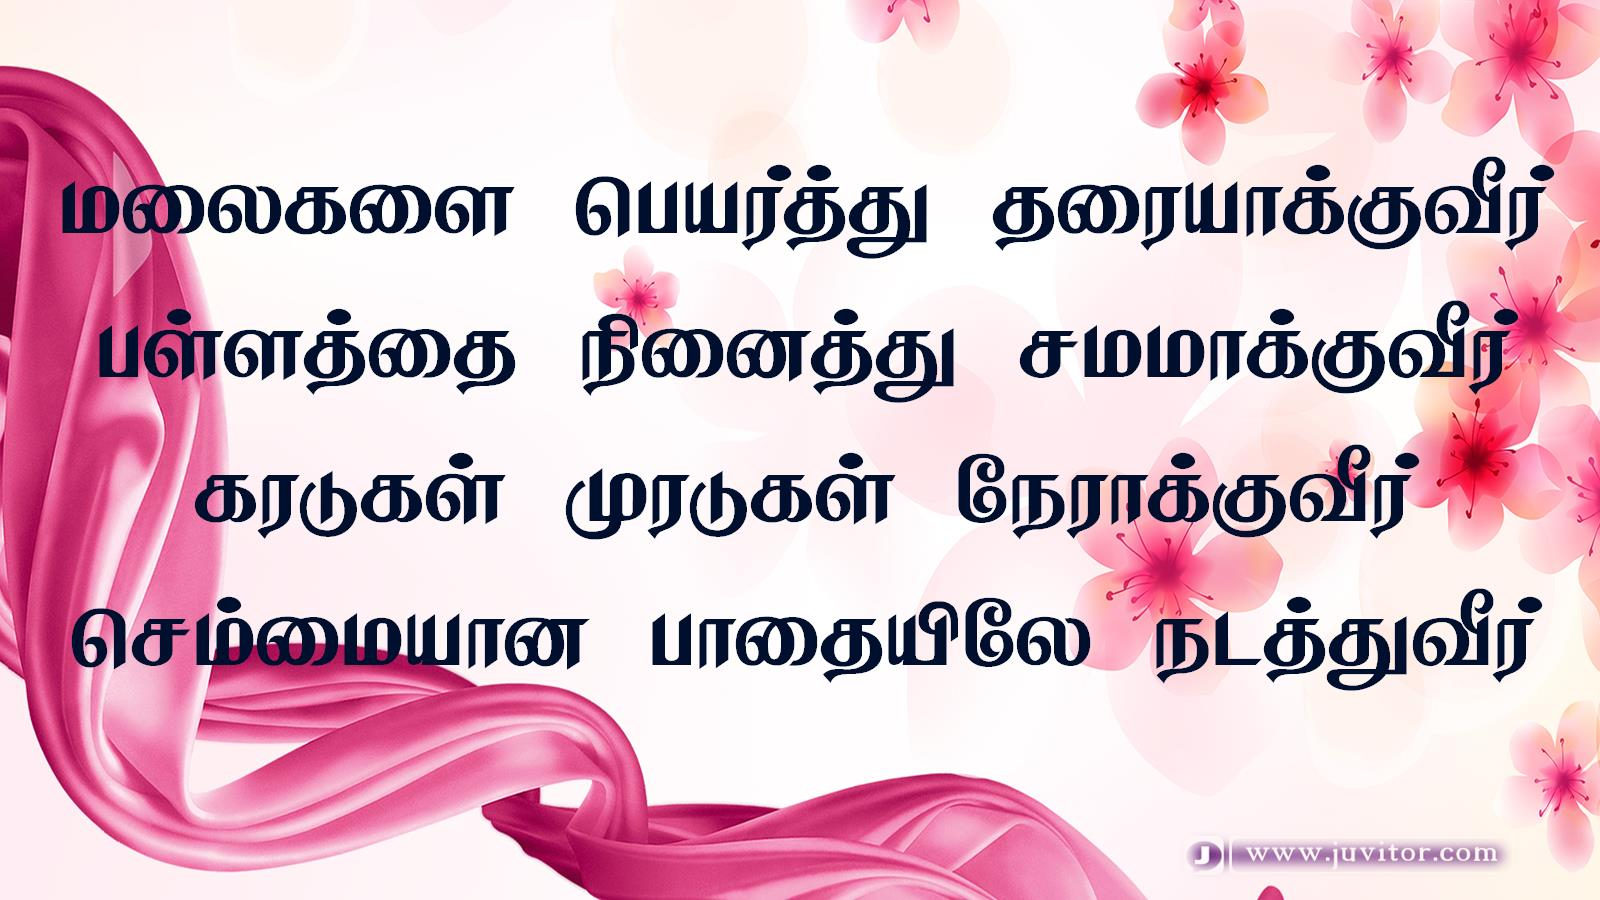 மலைகளை பெயர்த்து தரையாக்குவீர்
பள்ளத்தை நினைத்து சமமாக்குவீர்
கரடுகள் முரடுகள் நேராக்குவீர்
செம்மையான பாதையிலே நடத்துவீர்
J www.juvitor.com